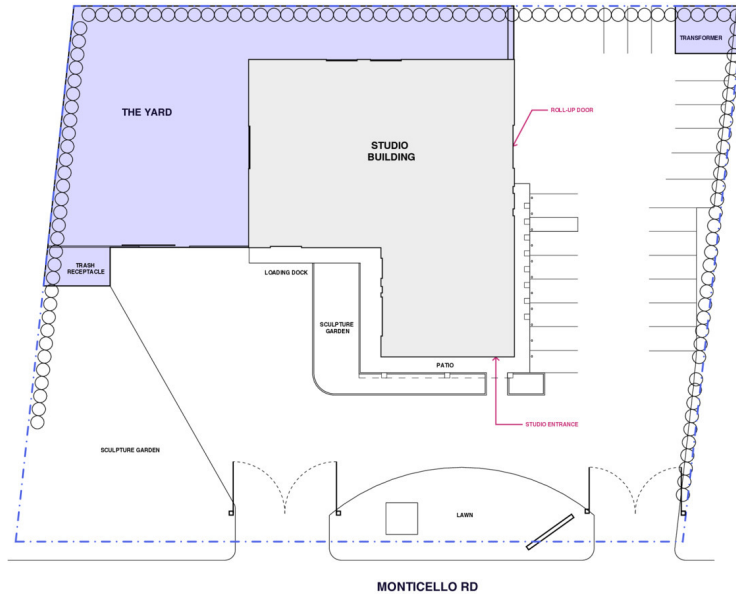 TRANSFORMER
THE YARD
ROLL-UP DOOR
STUDIO
BUILDING
TRASH
RECEPTACLE
LOADING DOCK
SCULPTURE
GARDEN
PATIO
STUDIO ENTRANCE
SCULPTURE GARDEN
LAWN
MONTICELLO RD